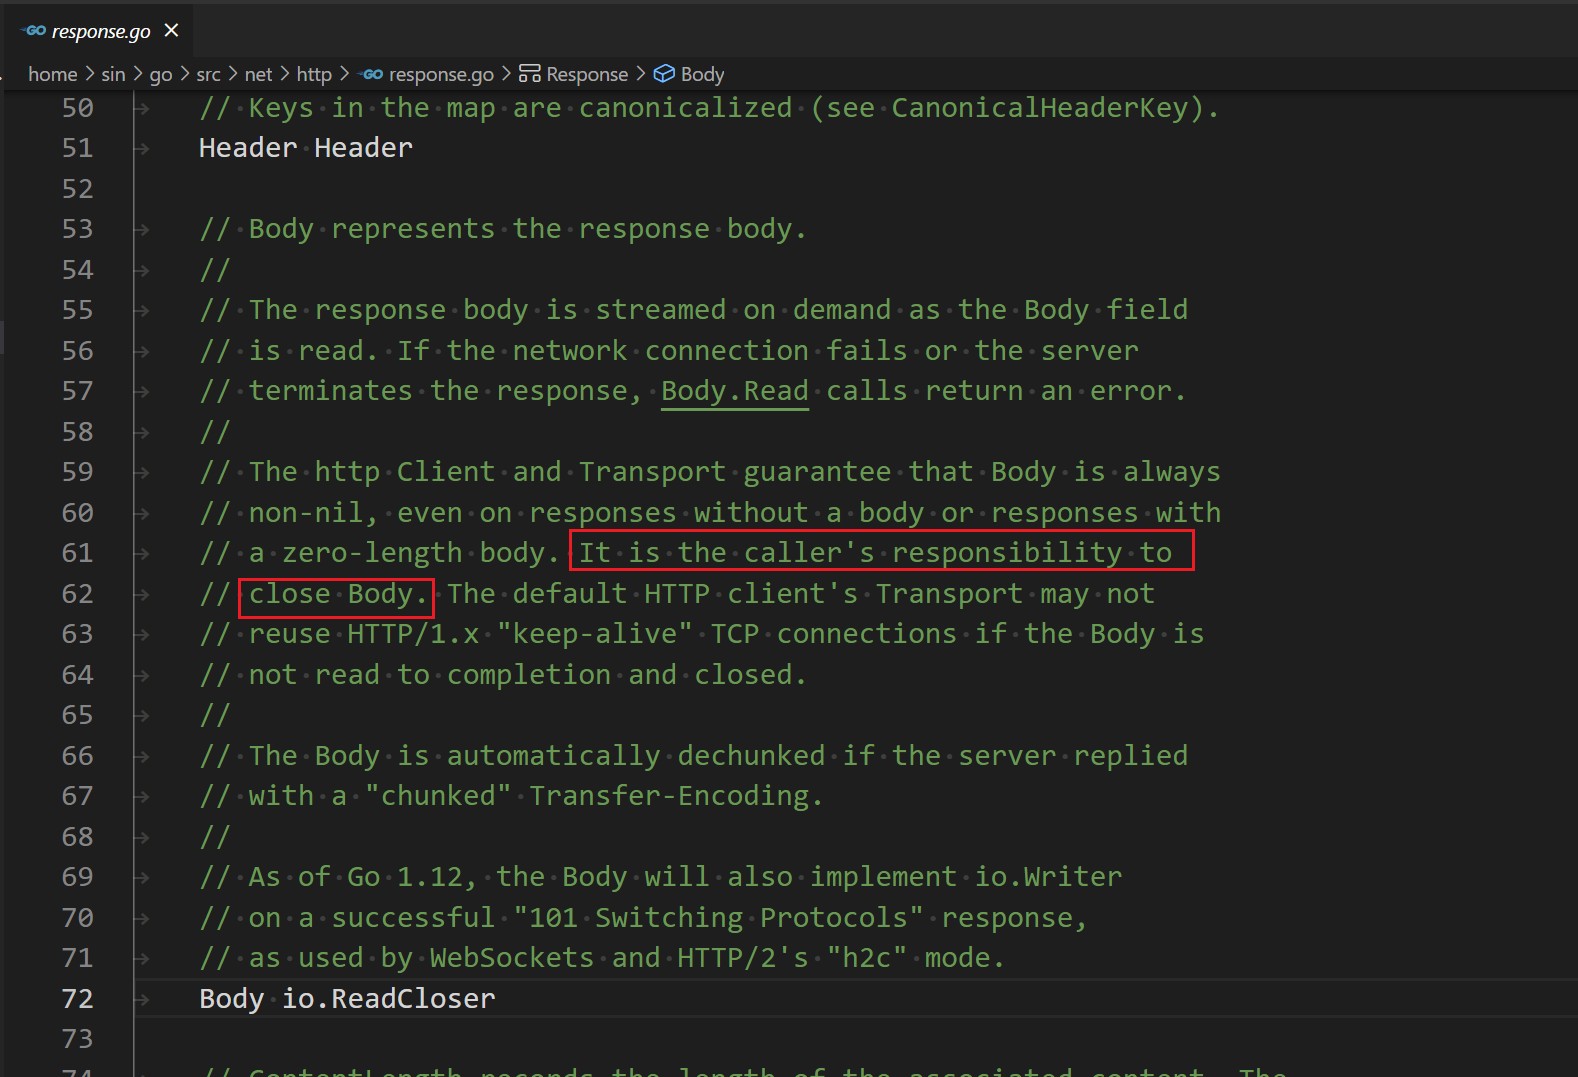 GO response.go ×
home > sin > go > src > net > http > GO response.go > Response > Body
50 // Keys in the map are canonicalized (see CanonicalHeaderKey).
51 Header Header
52
53 // Body represents the response body.
54 //
55 // The response body is streamed on demand as the Body field
56 // is read. If the network connection fails or the server
57 // terminates the response, Body.Read calls return an error.
58 //
59 // The http Client and Transport guarantee that Body is always
60 // non-nil, even on responses without a body or responses with
61 // a zero-length body. It is the caller's responsibility to
62 // close Body. The default HTTP client's Transport may not
63 // reuse HTTP/1.x "keep-alive" TCP connections if the Body is
64 // not read to completion and closed.
65 //
66 // The Body is automatically dechunked if the server replied
67 // with a "chunked" Transfer-Encoding.
68 //
69 // As of Go 1.12, the Body will also implement io.Writer
70 // on a successful "101 Switching Protocols" response,
71 // as used by WebSockets and HTTP/2's "h2c" mode.
72 Body io.ReadCloser
73
74 // ContentLength records the length of the associated content. The